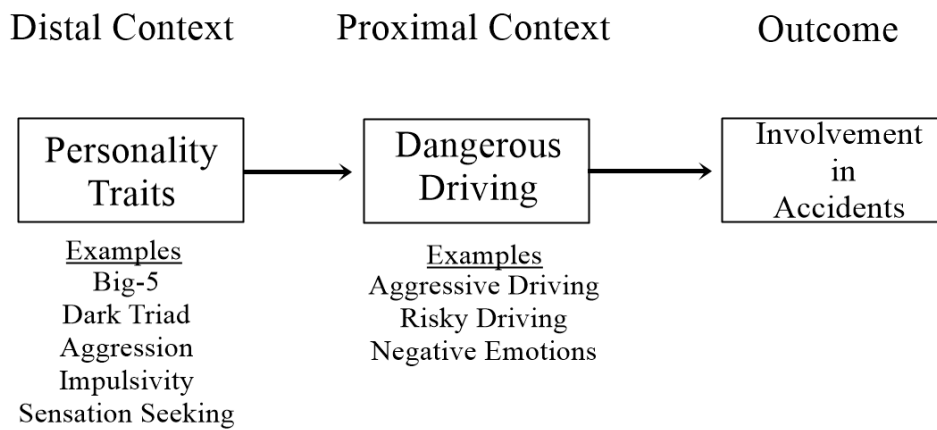 Distal Context
Proximal Context
Outcome
Personality
Traits
Dangerous
Driving
Involvement
in
Accidents
Examples
Big-5
Dark Triad
Aggression
Impulsivity
Sensation Seeking
Examples
Aggressive Driving
Risky Driving
Negative Emotions